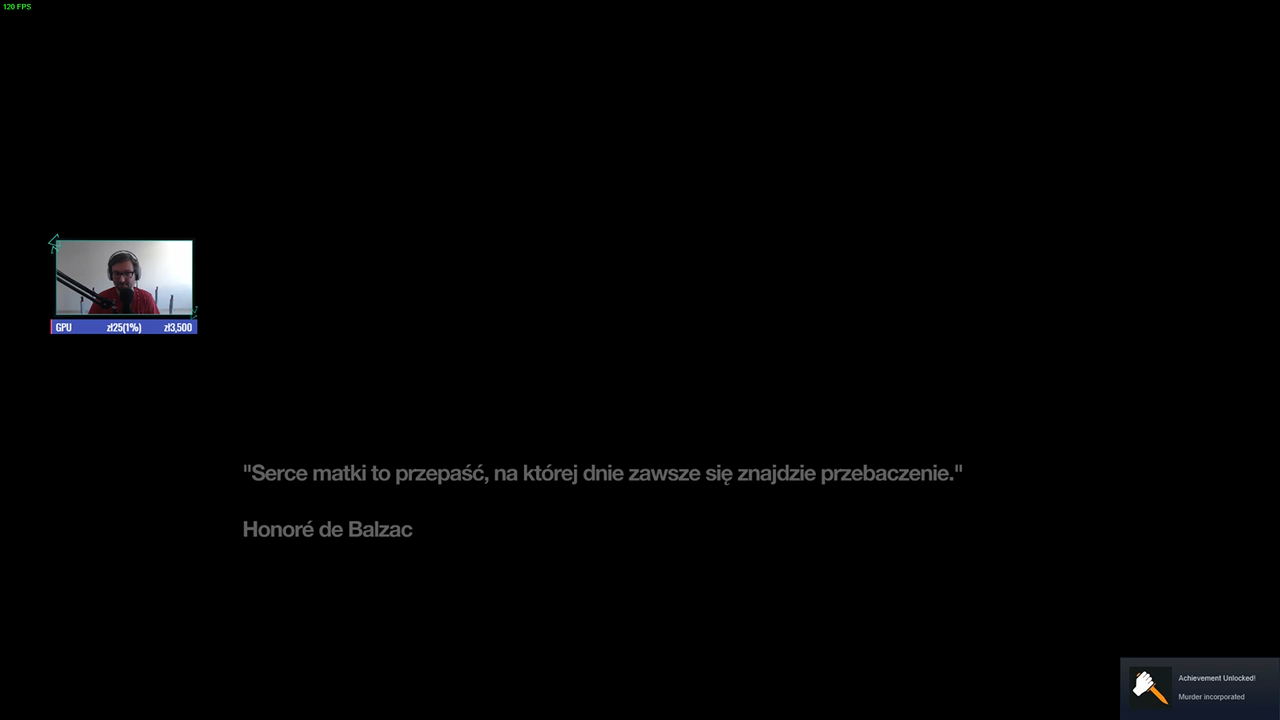 120 FPS
GPU zł25(1%) zł3,500
"Serce matki to przepaść, na której dnie zawsze się znajdzie przebaczenie."
Honoré de Balzac
Achievement Unlocked!
Murder incorporated